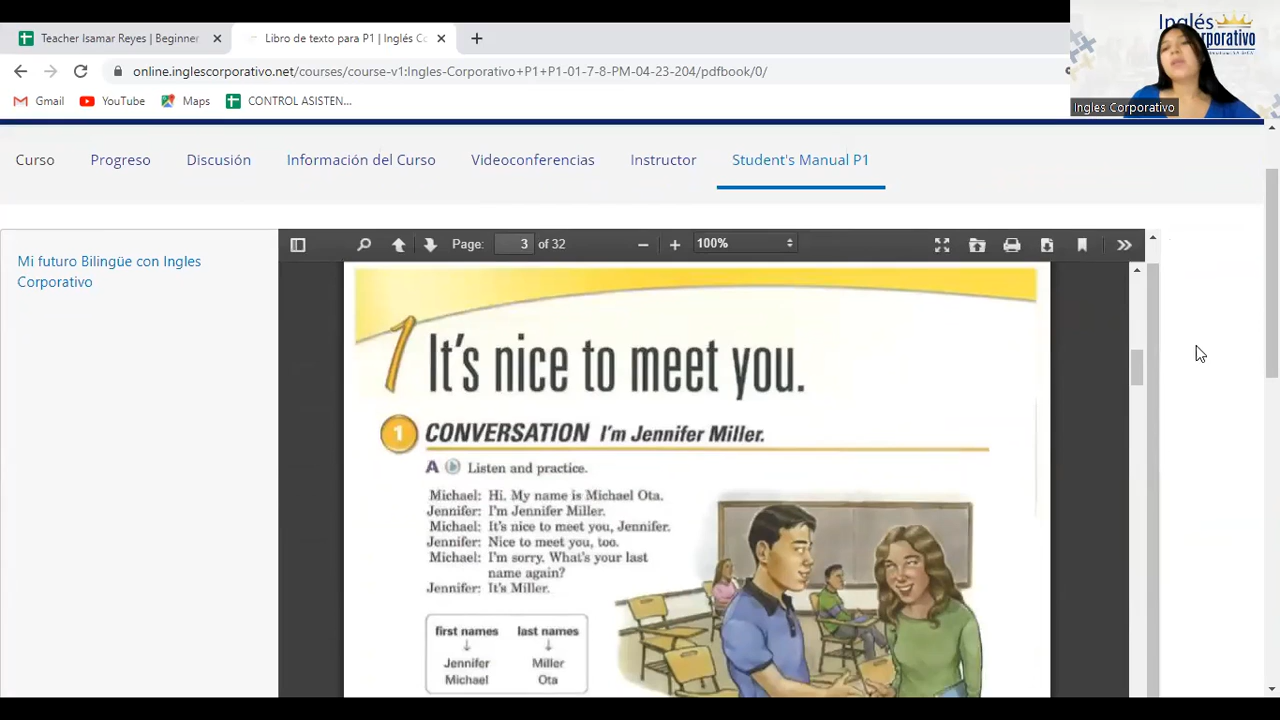 Teacher Isamar Reyes | Beginner
Libro de texto para P1 | Inglés Co
online.inglescorporativo.net/courses/course-v1:Ingles-Corporativo+P1+P1-01-7-8-PM-04-23-204/pdfbook/0/
Gmail
YouTube
Maps
CONTROL ASISTEN...
Inglés
Corporativo
Ingles Corporativo
Curso
Progreso
Discusión
Información del Curso
Videoconferencias
Instructor
Student's Manual P1
Mi futuro Bilingüe con Ingles
Corporativo
Page: 3 of 32
100%
1 It's nice to meet you.
1 CONVERSATION I'm Jennifer Miller.
A Listen and practice.
Michael: Hi. My name is Michael Ota.
Jennifer: I'm Jennifer Miller.
Michael: It's nice to meet you, Jennifer.
Jennifer: Nice to meet you, too.
Michael: I'm sorry. What's your last
name again?
Jennifer: It's Miller.
first names last names
Jennifer Miller
Michael Ota